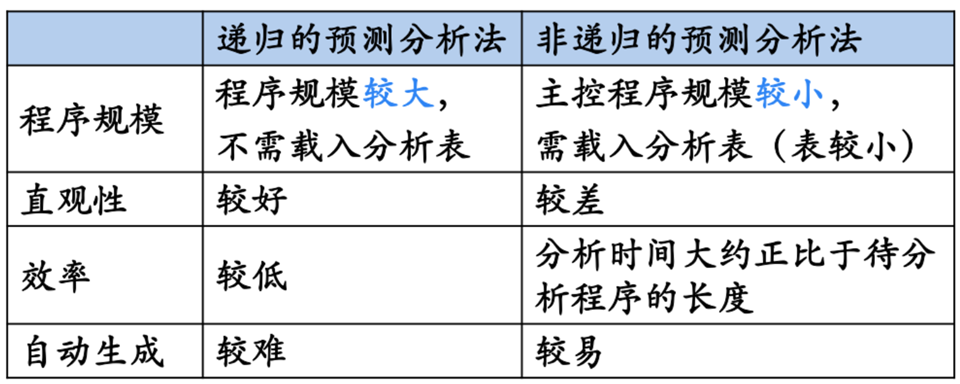 递归的预测分析法 非递归的预测分析法
程序规模 程序规模较大， 主控程序规模较小，
不需载入分析表 需载入分析表（表较小）
直观性 较好 较差
效率 较低 分析时间大约正比于待分
析程序的长度
自动生成 较难 较易